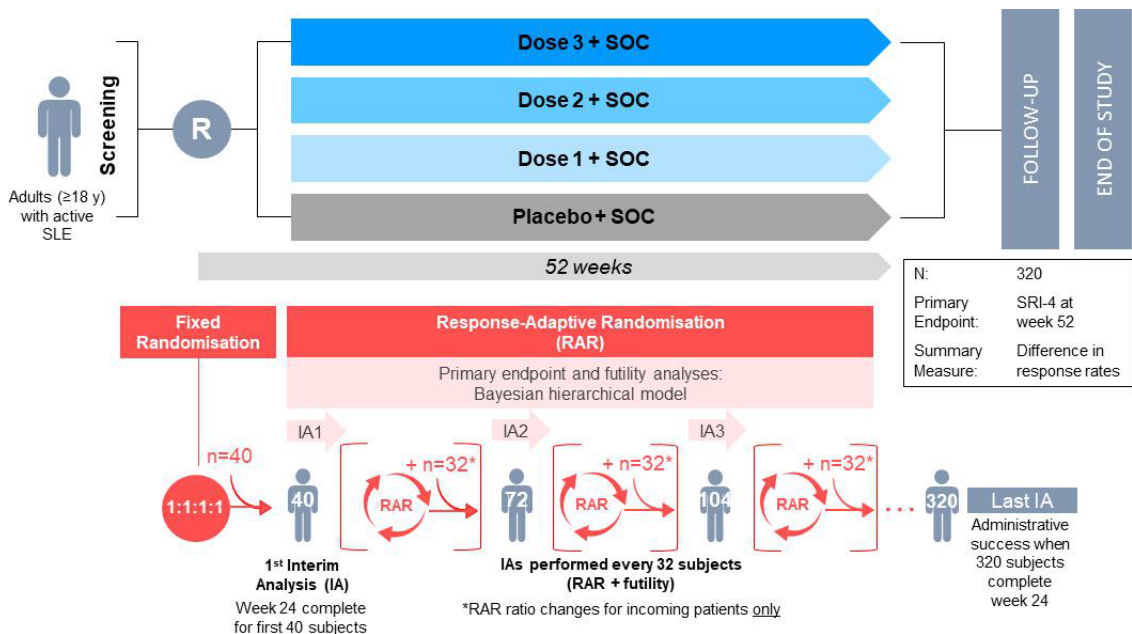 Screening
Adults (≥18 y)
with active
SLE
R
Dose 3 + SOC
Dose 2 + SOC
Dose 1 + SOC
Placebo + SOC
52 weeks
FOLLOW-UP
END OF STUDY
N: 320
Primary SRI-4 at
Endpoint: week 52
Summary Difference in
Measure: response rates
Fixed
Randomisation
Response-Adaptive Randomisation
(RAR)
Primary endpoint and futility analyses:
Bayesian hierarchical model
IA1
IA2
IA3
n=40
+ n=32*
+ n=32*
+ n=32*
1:1:1:1
40
RAR
72
RAR
104
RAR
...
320
Last IA
Administrative
success when
320 subjects
complete
week 24
1st Interim
Analysis (IA)
Week 24 complete
for first 40 subjects
IAs performed every 32 subjects
(RAR + futility)
*RAR ratio changes for incoming patients only